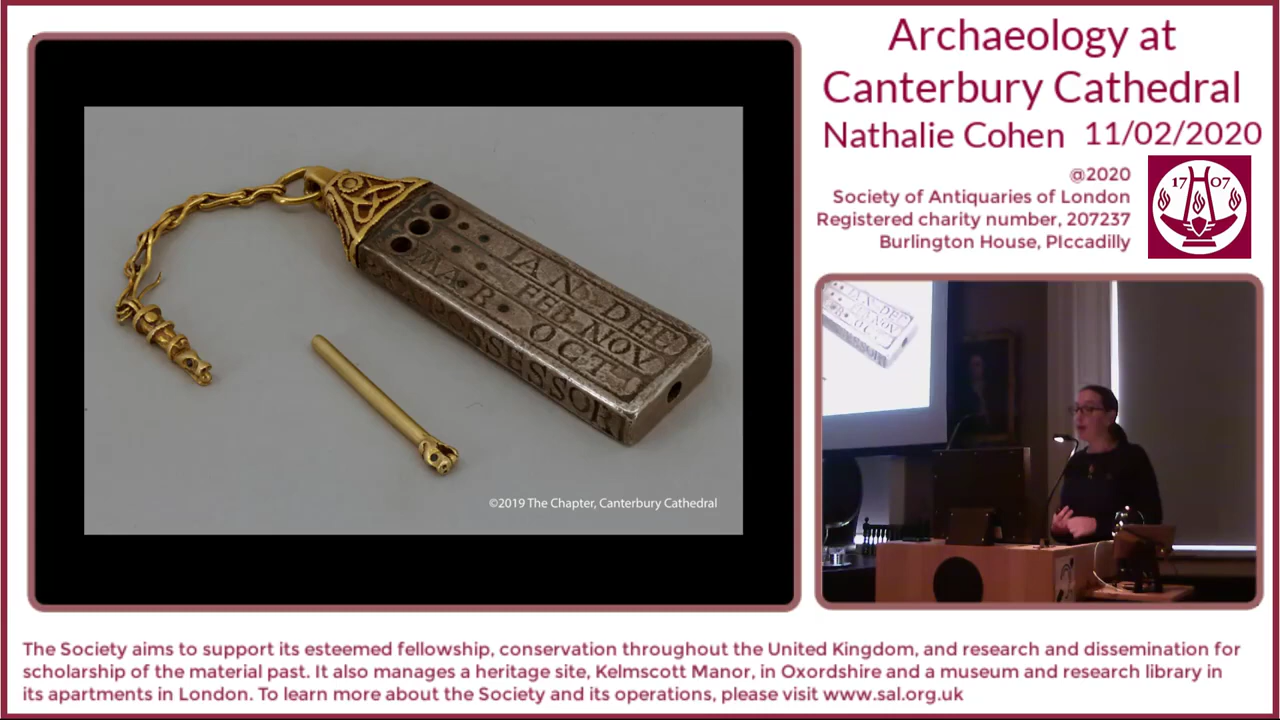 Archaeology at
Canterbury Cathedral
Nathalie Cohen 11/02/2020
@2020
Society of Antiquaries of London
Registered charity number, 207237
Burlington House, PIccadilly
17 07
IAN DEC
FEB NOV
MAR OCT
©2019 The Chapter, Canterbury Cathedral
The Society aims to support its esteemed fellowship, conservation throughout the United Kingdom, and research and dissemination for
scholarship of the material past. It also manages a heritage site, Kelmscott Manor, in Oxordshire and a museum and research library in
its apartments in London. To learn more about the Society and its operations, please visit www.sal.org.uk